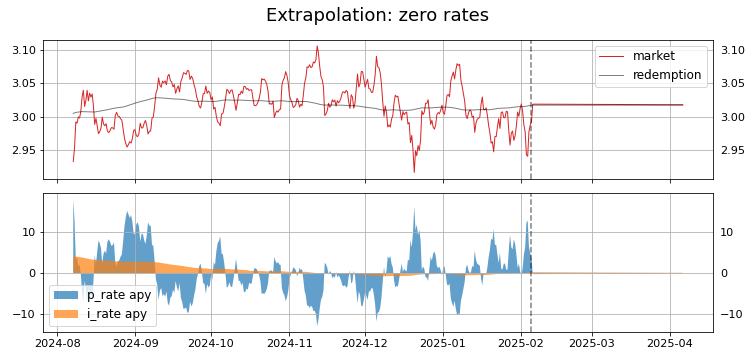 Extrapolation: zero rates
3.10
3.05
3.00
2.95
3.10
3.05
3.00
2.95
market
redemption
10
0
−10
10
0
−10
p_rate apy
i_rate apy
2024-08 2024-09 2024-10 2024-11 2024-12 2025-01 2025-02 2025-03 2025-04